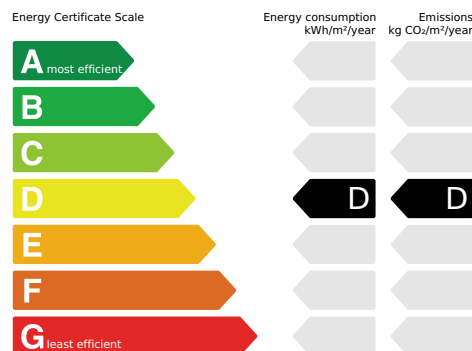 Energy Certificate Scale
Energy consumption
kWh/m²/year
Emissions
kg CO₂/m²/year
A most efficient
B
C
D D D
E
F
G least efficient